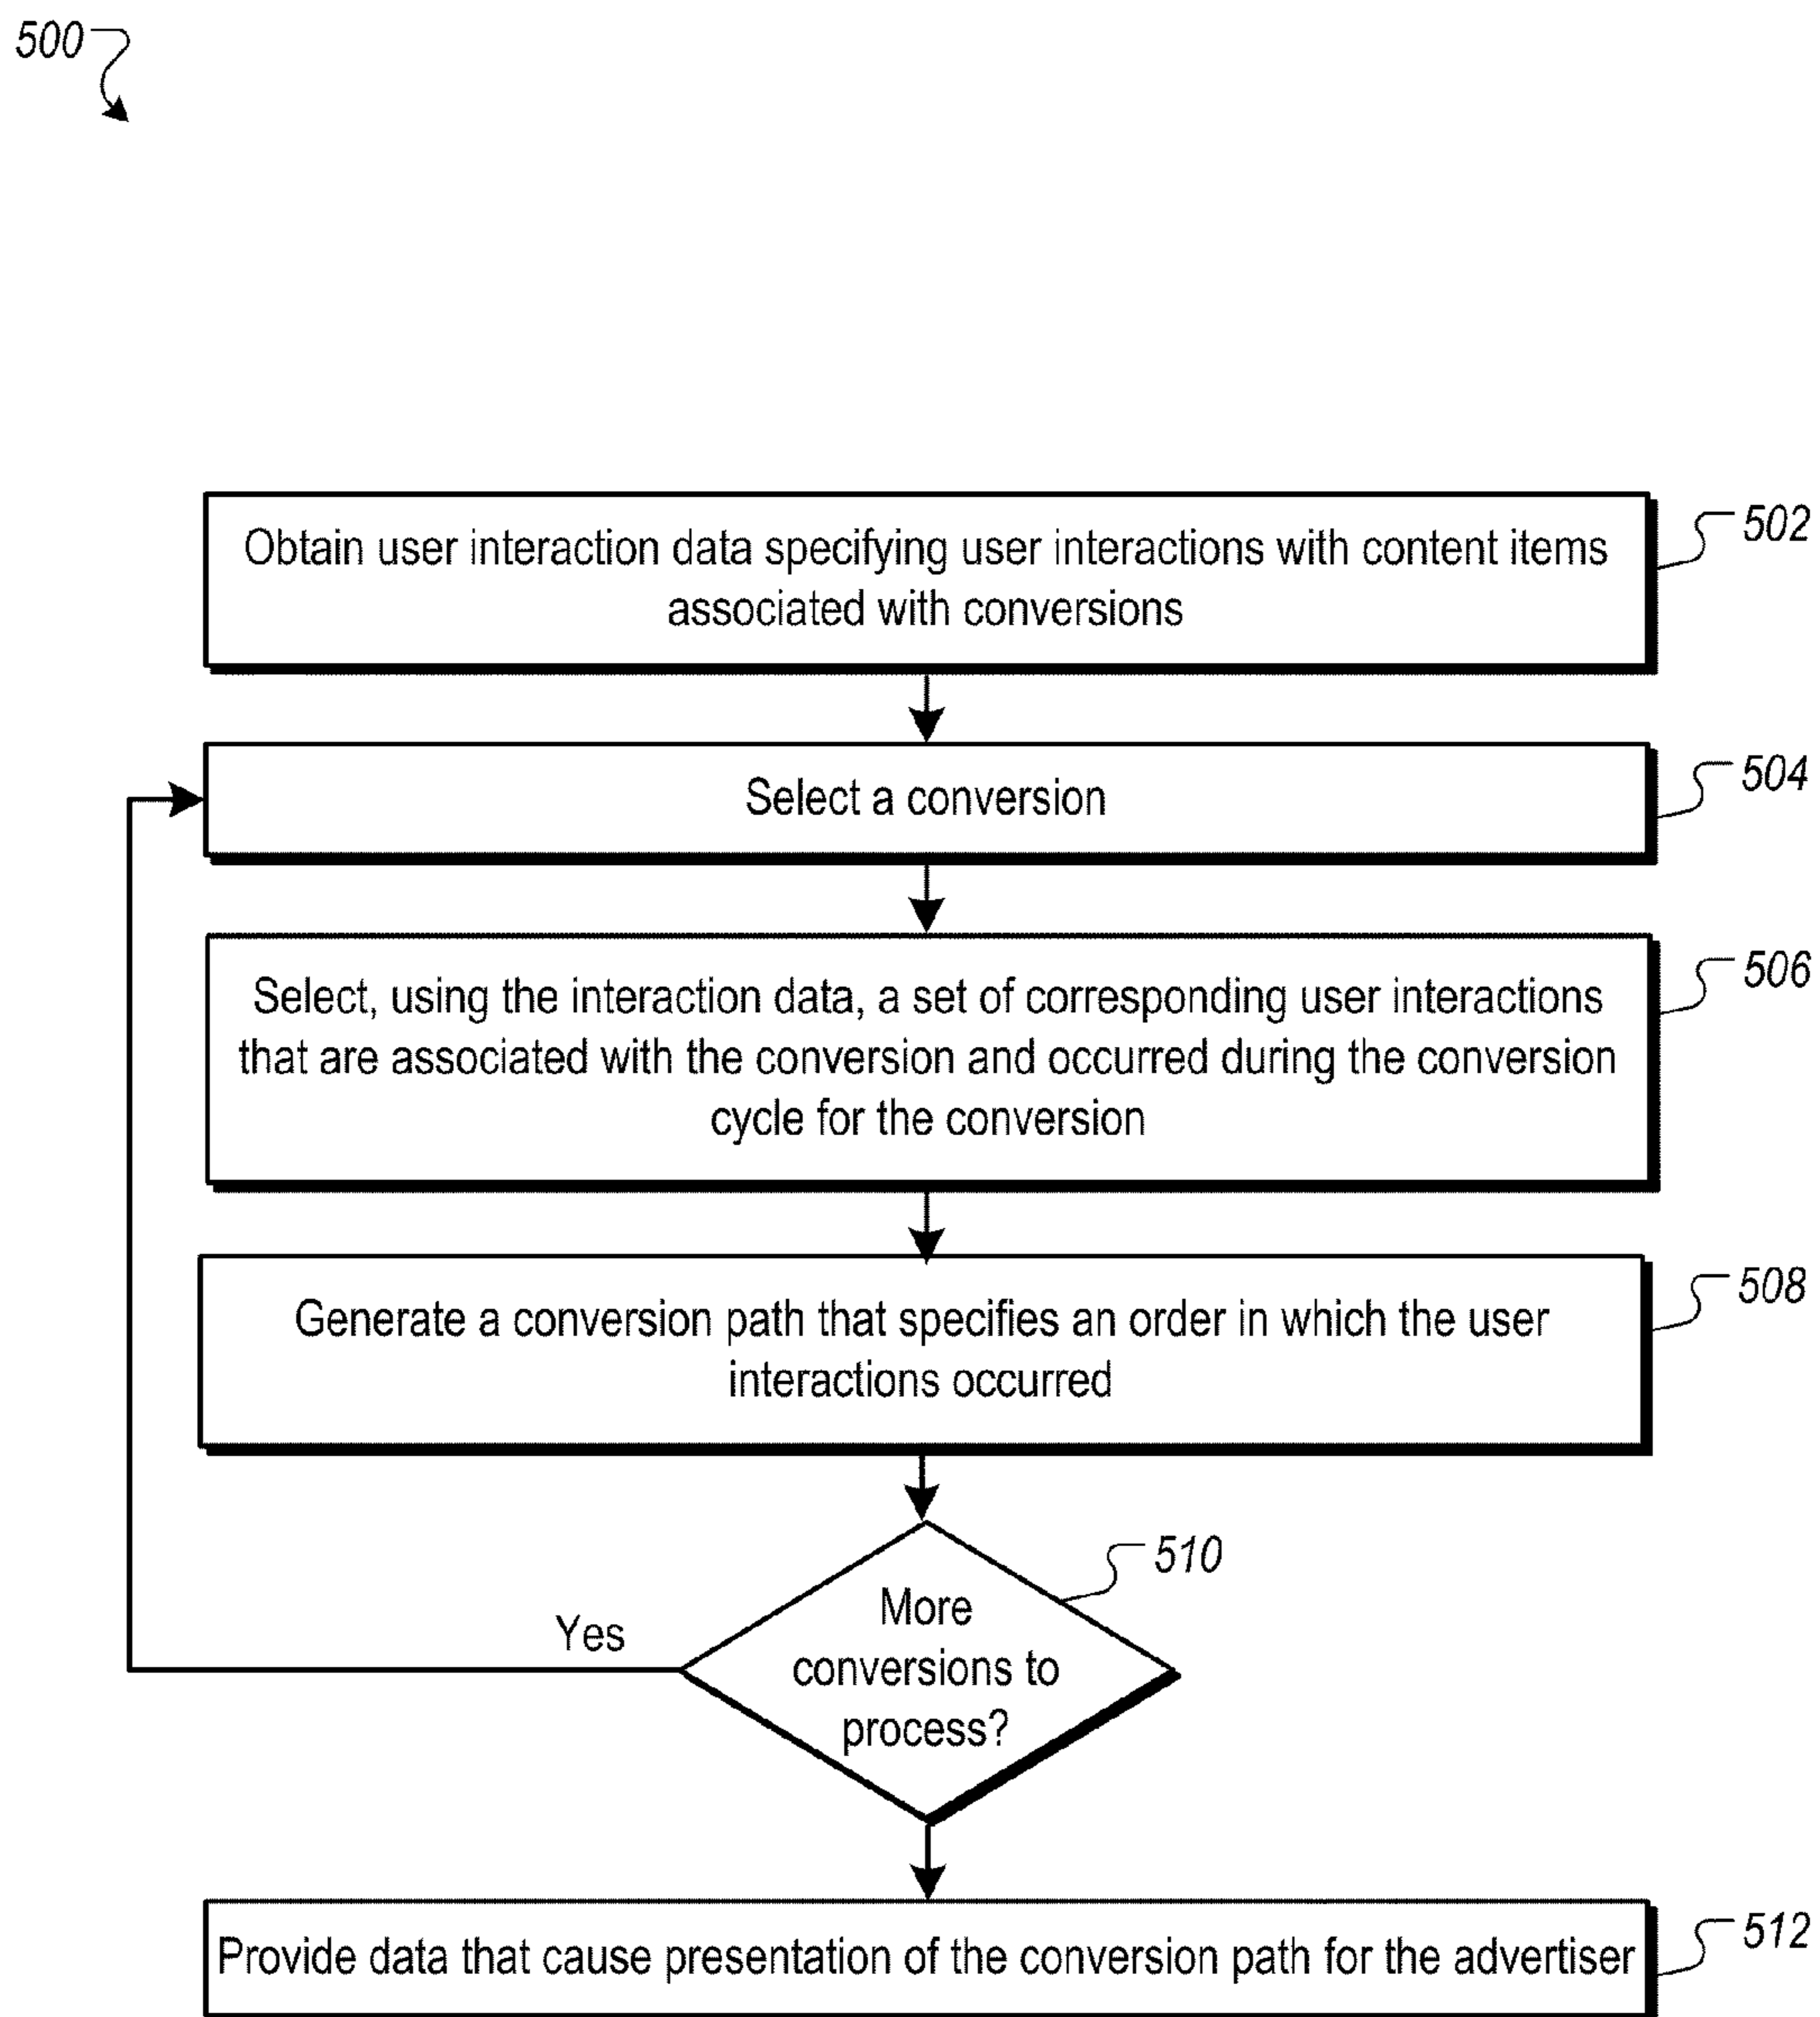 500
Obtain user interaction data specifying user interactions with content items
associated with conversions
502
Select a conversion
504
Select, using the interaction data, a set of corresponding user interactions
that are associated with the conversion and occurred during the conversion
cycle for the conversion
506
Generate a conversion path that specifies an order in which the user
interactions occurred
508
More
conversions to
process?
510
Yes
Provide data that cause presentation of the conversion path for the advertiser
512